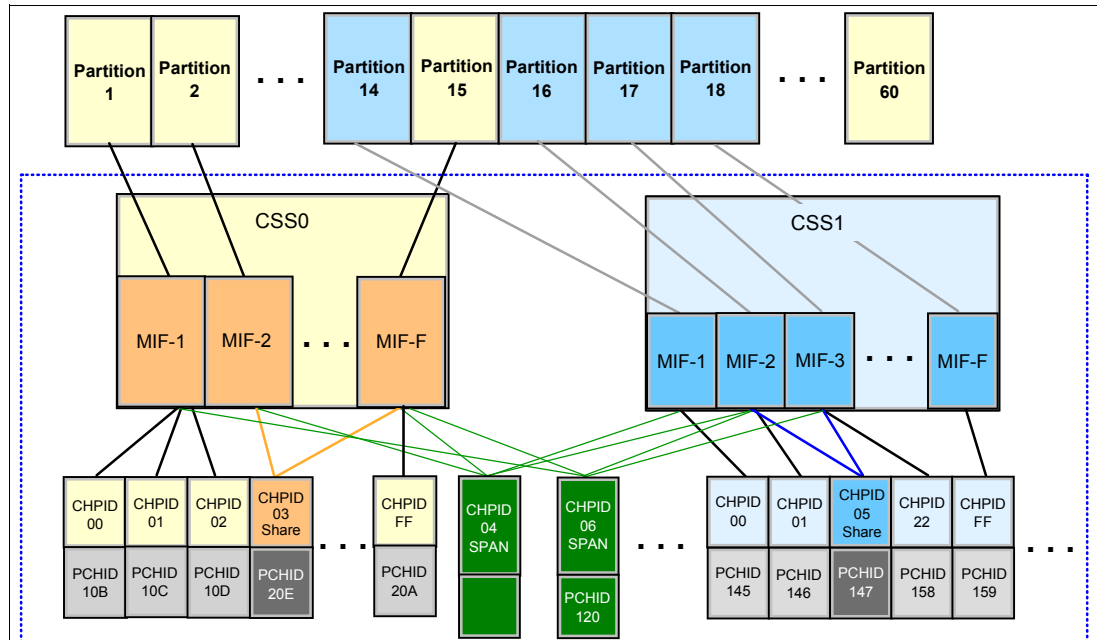 Partition
1
Partition
2
. . .
Partition
14
Partition
15
Partition
16
Partition
17
Partition
18
. . .
Partition
60
CSS0
CSS1
MIF-1
MIF-2
. . .
MIF-F
MIF-1
MIF-2
MIF-3
. . .
MIF-F
CHPID
00
CHPID
01
CHPID
02
CHPID
03
Share
. . .
CHPID
FF
CHPID
04
SPAN
CHPID
06
SPAN
. . .
CHPID
00
CHPID
01
CHPID
05
Share
CHPID
22
CHPID
FF
. . .
PCHID
10B
PCHID
10C
PCHID
10D
PCHID
20E
PCHID
20A
PCHID
120
PCHID
145
PCHID
146
PCHID
147
PCHID
158
PCHID
159